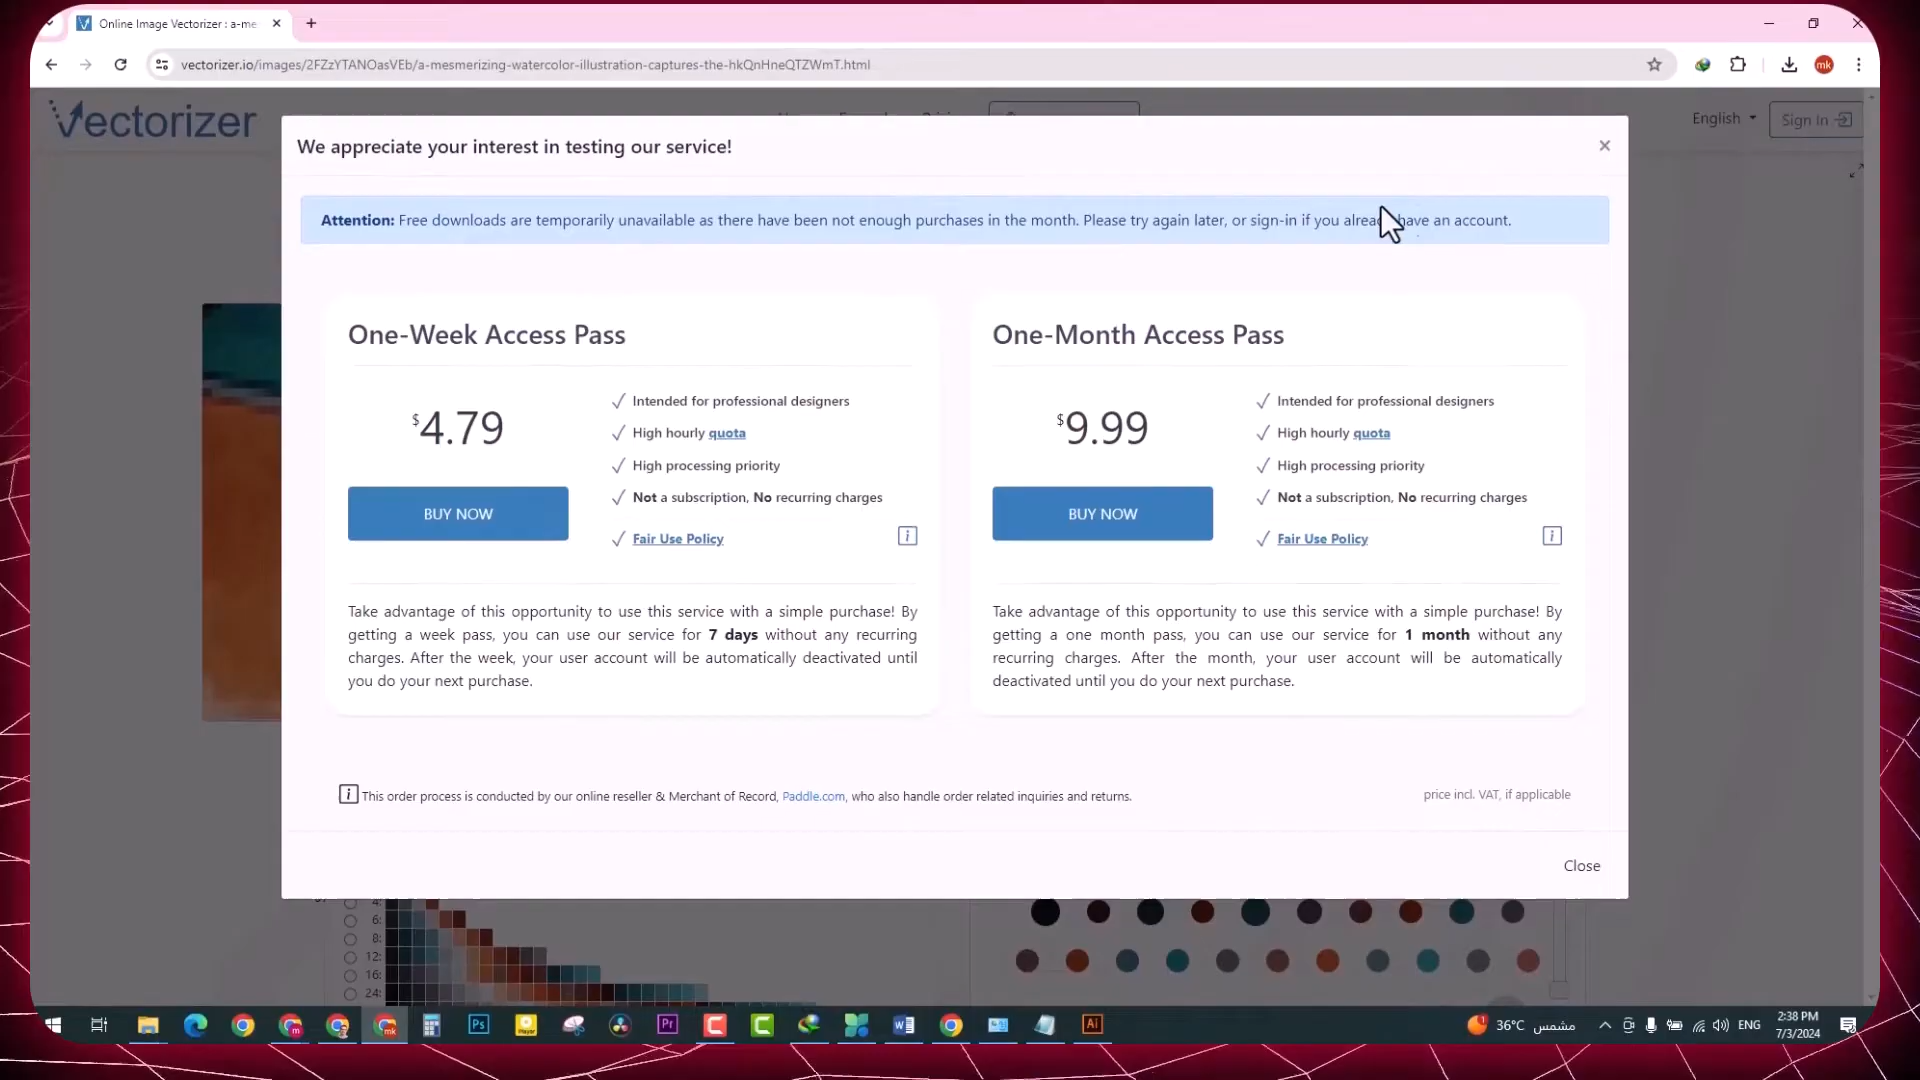 Online Image Vectorizer : a-me
vectorizer.io/images/2FZzYTANOasVEb/a-mesmerizing-watercolor-illustration-captures-the-hkQnHneQTZWmT.html
mk
Vectorizer
English
Sign In
We appreciate your interest in testing our service!
Attention: Free downloads are temporarily unavailable as there have been not enough purchases in the month. Please try again later, or sign-in if you already have an account.
One-Week Access Pass
$4.79
BUY NOW
Intended for professional designers
High hourly quota
High processing priority
Not a subscription, No recurring charges
Fair Use Policy
Take advantage of this opportunity to use this service with a simple purchase! By
getting a week pass, you can use our service for 7 days without any recurring
charges. After the week, your user account will be automatically deactivated until
you do your next purchase.
One-Month Access Pass
$9.99
BUY NOW
Intended for professional designers
High hourly quota
High processing priority
Not a subscription, No recurring charges
Fair Use Policy
Take advantage of this opportunity to use this service with a simple purchase! By
getting a one month pass, you can use our service for 1 month without any
recurring charges. After the month, your user account will be automatically
deactivated until you do your next purchase.
This order process is conducted by our online reseller & Merchant of Record, Paddle.com, who also handle order related inquiries and returns.
price incl. VAT, if applicable
Close
4:
6:
8:
12:
16:
24:
Ps
Pr
Ai
36°C مشمس
ENG
2:38 PM
7/3/2024